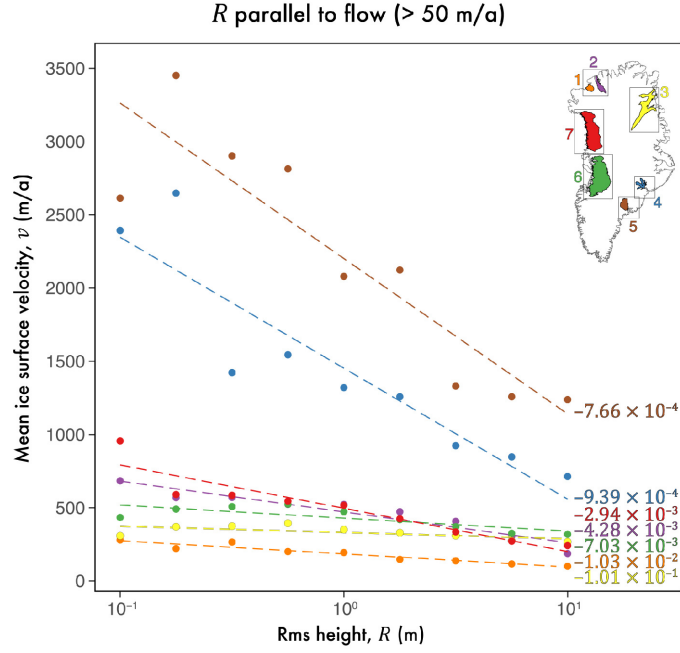 R parallel to flow (> 50 m/a)
Mean ice surface velocity, v (m/a)
3500
3000
2500
2000
1500
1000
500
0
10⁻¹
10⁰
10¹
Rms height, R (m)
1
2
3
4
5
6
7
−7.66 × 10⁻⁴
−9.39 × 10⁻⁴
−2.94 × 10⁻³
−4.28 × 10⁻³
−7.03 × 10⁻³
−1.03 × 10⁻²
−1.01 × 10⁻¹